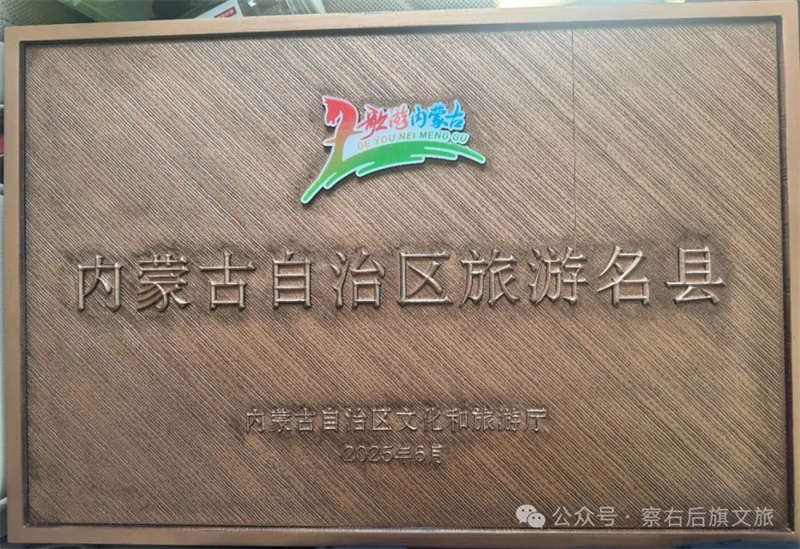 歌游内蒙古
GE YOU NEI MENG GU
内蒙古自治区旅游名县
内蒙古自治区文化和旅游厅
2025年6月
公众号·察右后旗文旅